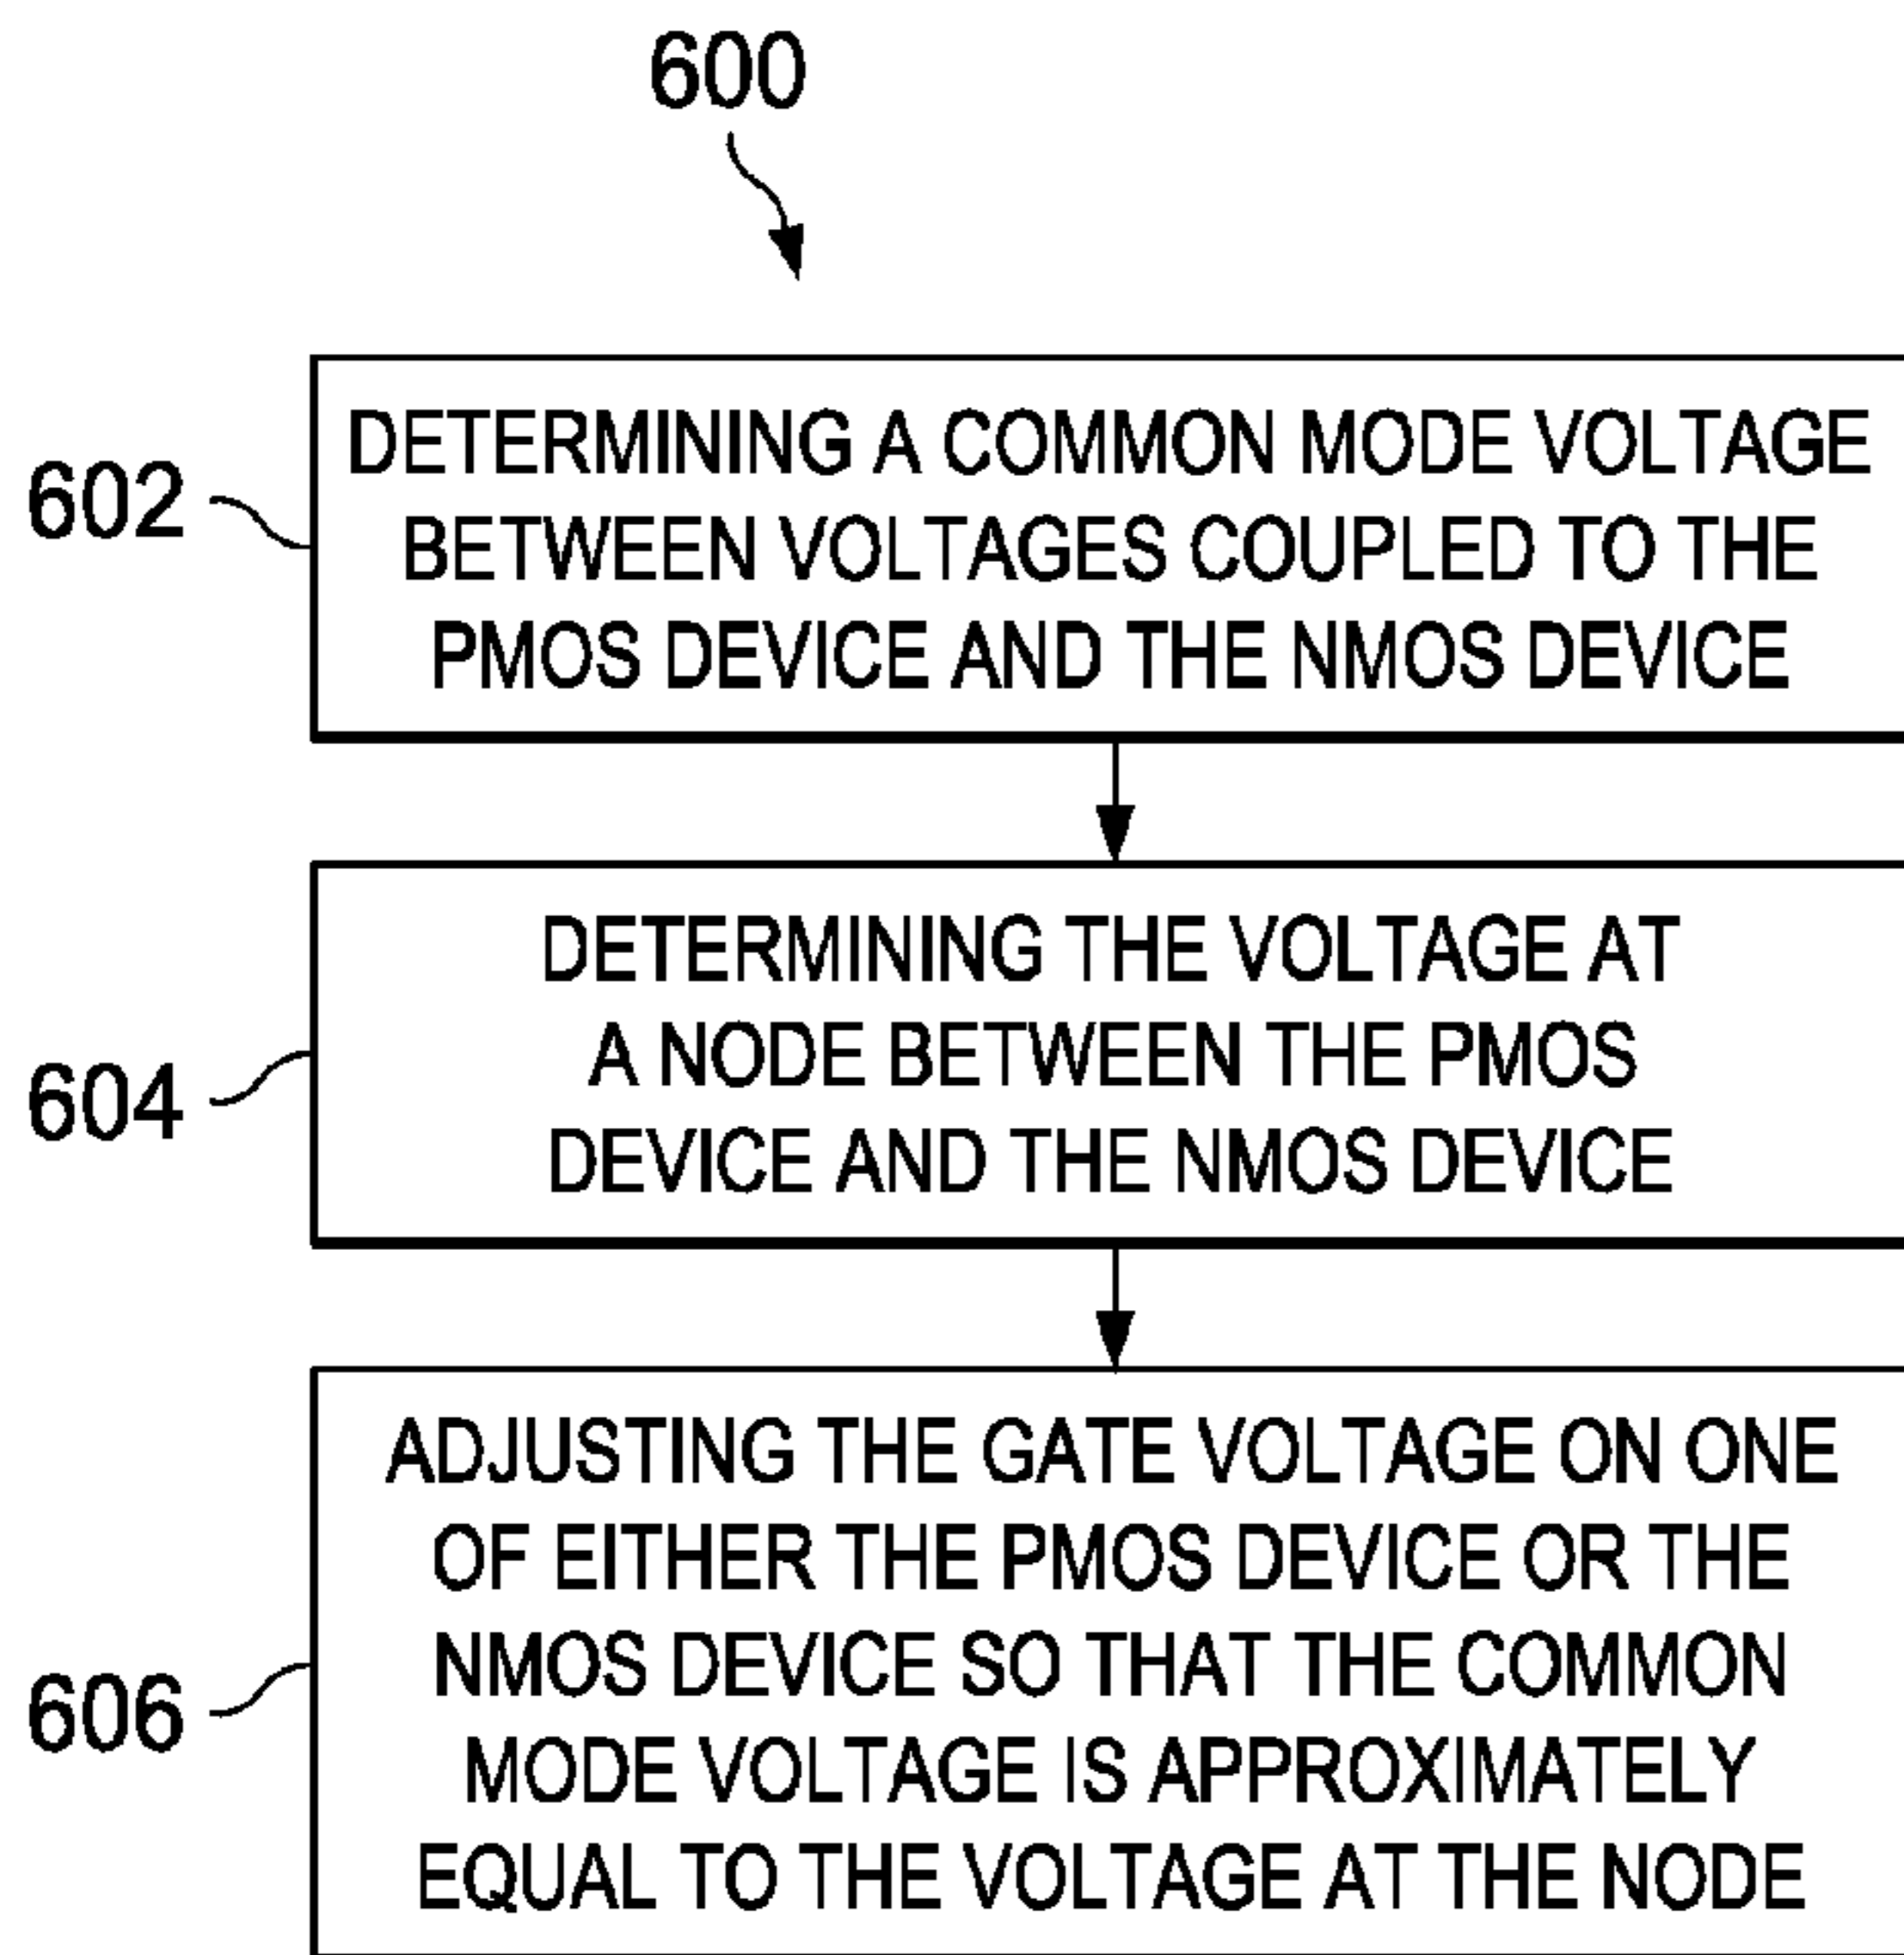 600
602
DETERMINING A COMMON MODE VOLTAGE
BETWEEN VOLTAGES COUPLED TO THE
PMOS DEVICE AND THE NMOS DEVICE
604
DETERMINING THE VOLTAGE AT
A NODE BETWEEN THE PMOS
DEVICE AND THE NMOS DEVICE
606
ADJUSTING THE GATE VOLTAGE ON ONE
OF EITHER THE PMOS DEVICE OR THE
NMOS DEVICE SO THAT THE COMMON
MODE VOLTAGE IS APPROXIMATELY
EQUAL TO THE VOLTAGE AT THE NODE